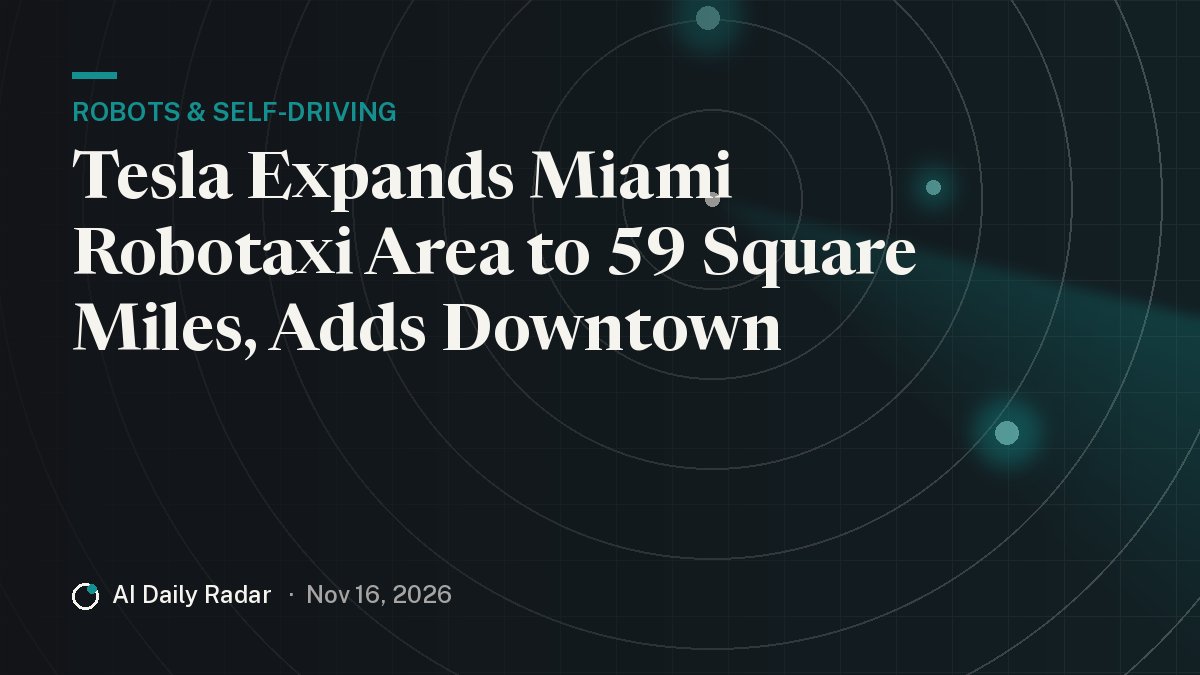 ROBOTS & SELF-DRIVING
Tesla Expands Miami
Robotaxi Area to 59 Square
Miles, Adds Downtown
AI Daily Radar · Nov 16, 2026